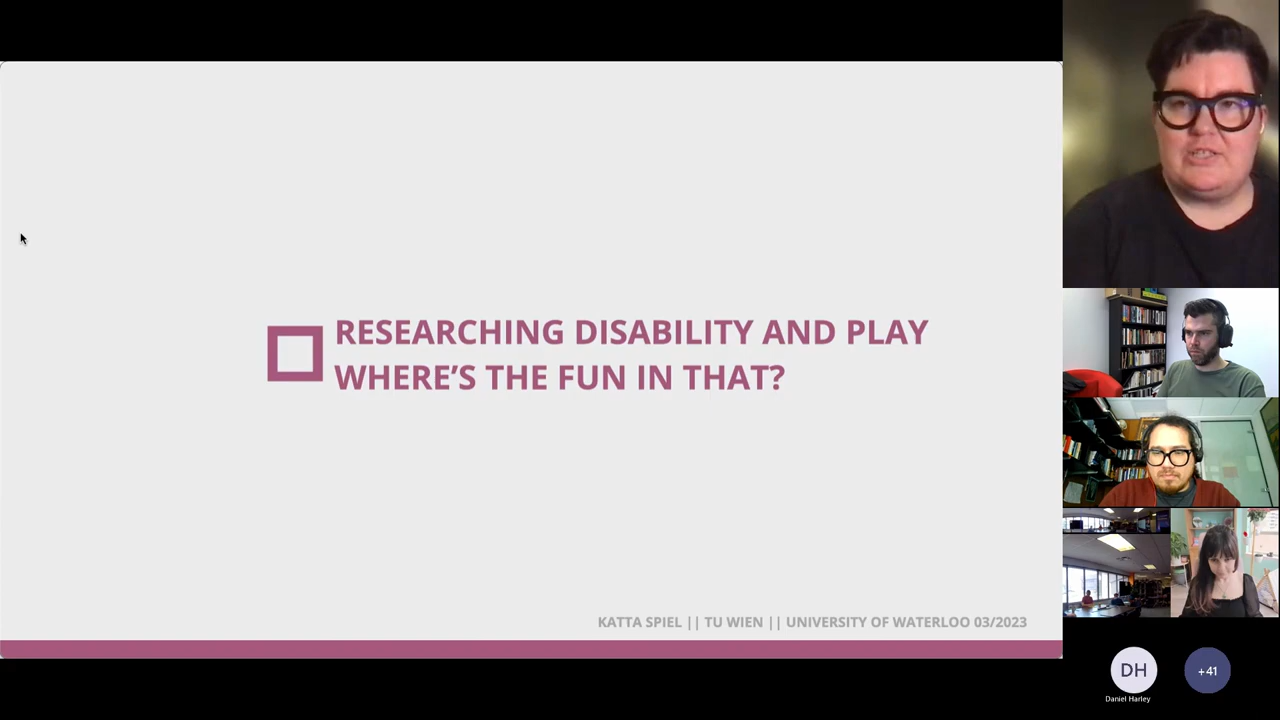 RESEARCHING DISABILITY AND PLAY
WHERE'S THE FUN IN THAT?
KATTA SPIEL || TU WIEN || UNIVERSITY OF WATERLOO 03/2023
DH
+41
Daniel Harley